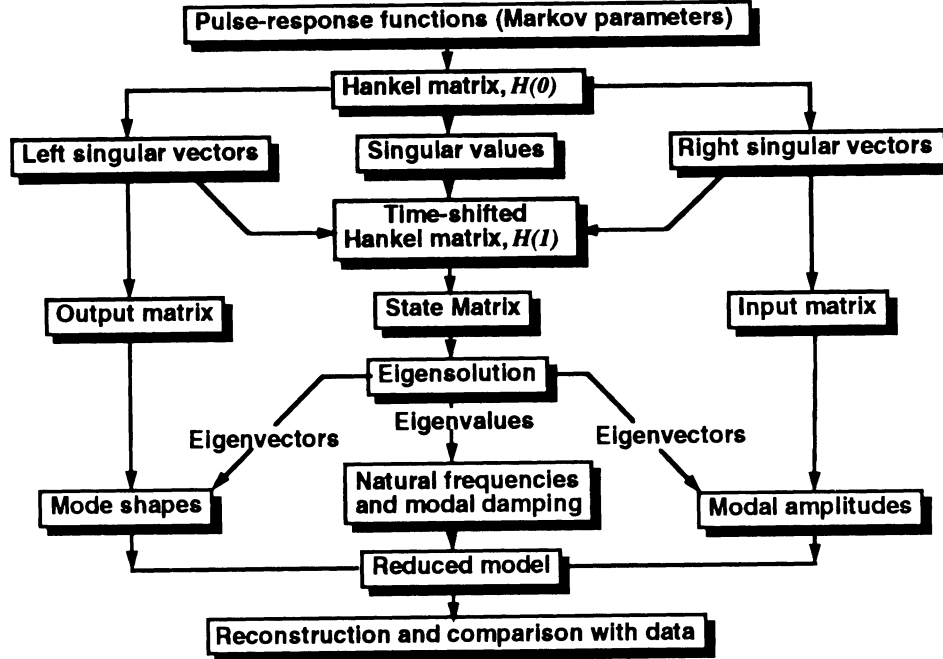 Pulse-response functions (Markov parameters)
Hankel matrix, H(0)
Left singular vectors
Singular values
Right singular vectors
Time-shifted
Hankel matrix, H(1)
Output matrix
State Matrix
Input matrix
Eigensolution
Eigenvectors
Eigenvalues
Eigenvectors
Mode shapes
Natural frequencies
and modal damping
Modal amplitudes
Reduced model
Reconstruction and comparison with data